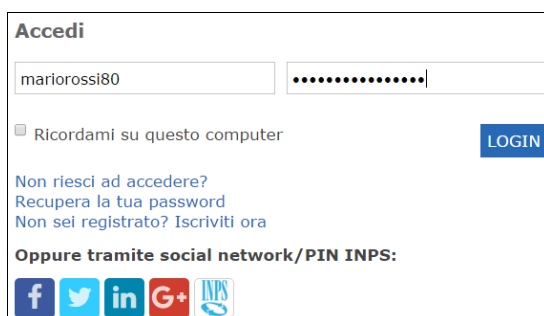 Accedi
mariorossi80 ••••••••••••••••
Ricordami su questo computer LOGIN
Non riesci ad accedere?
Recupera la tua password
Non sei registrato? Iscriviti ora
Oppure tramite social network/PIN INPS:
f in G+ INPS